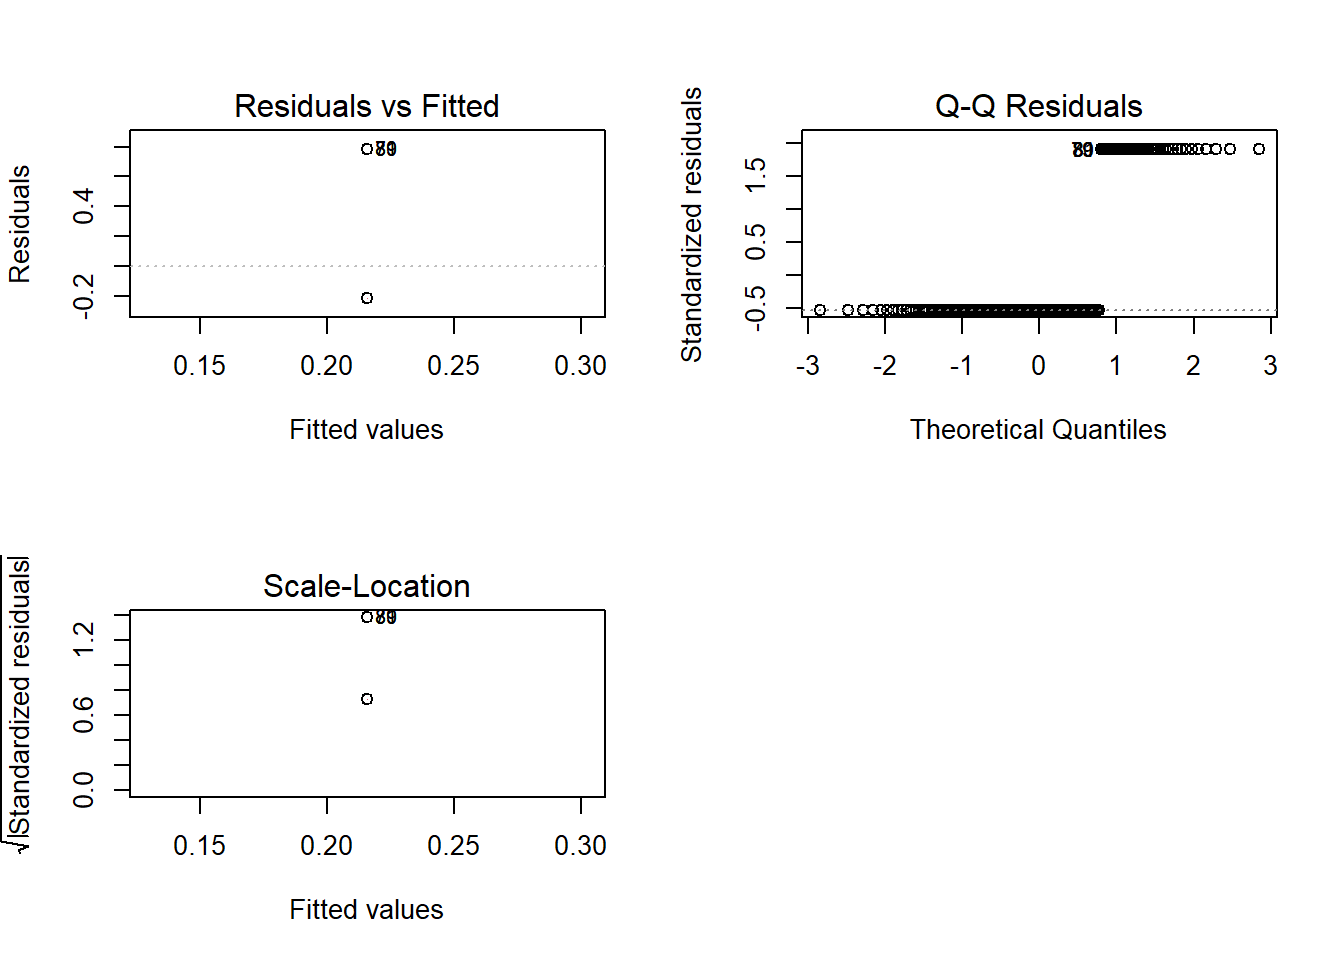 Residuals vs Fitted
Residuals
0.4
-0.2
0.15 0.20 0.25 0.30
Fitted values
Q-Q Residuals
Standardized residuals
1.5
0.5
-0.5
-3 -2 -1 0 1 2 3
Theoretical Quantiles
Scale-Location
√|Standardized residuals|
1.2
0.6
0.0
0.15 0.20 0.25 0.30
Fitted values